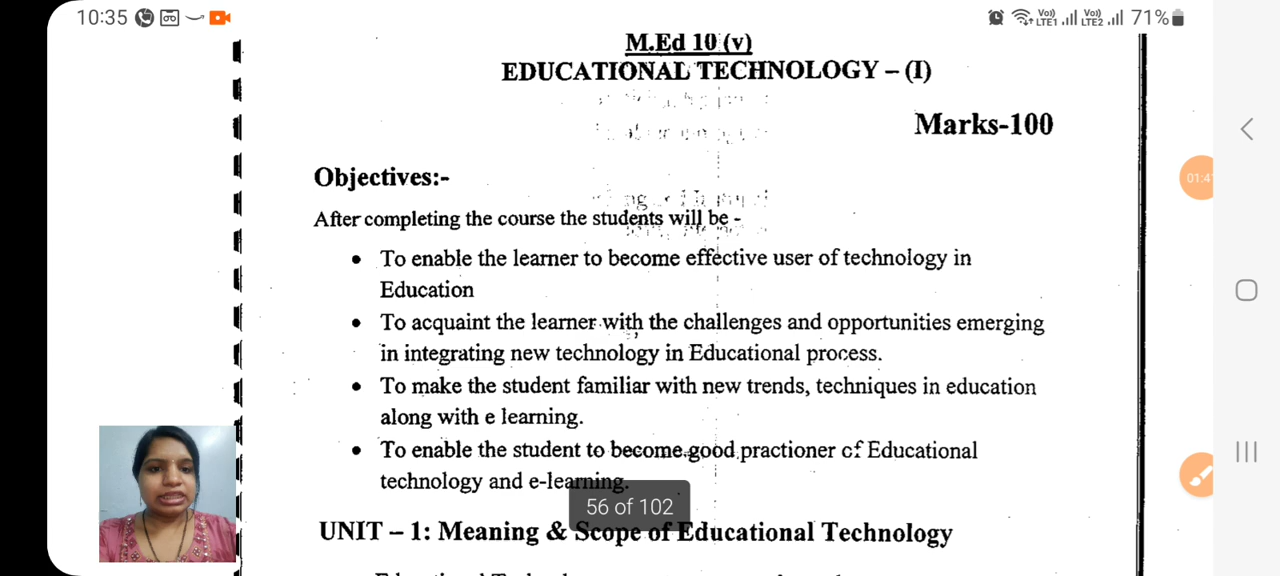 10:35
Vo)) LTE1 Vo)) LTE2 71%
M.Ed 10 (v)
EDUCATIONAL TECHNOLOGY – (I)
Marks-100
Objectives:-
After completing the course the students will be -
• To enable the learner to become effective user of technology in
Education
• To acquaint the learner with the challenges and opportunities emerging
in integrating new technology in Educational process.
• To make the student familiar with new trends, techniques in education
along with e learning.
• To enable the student to become good practioner of Educational
technology and e-learning.
56 of 102
UNIT – 1: Meaning & Scope of Educational Technology